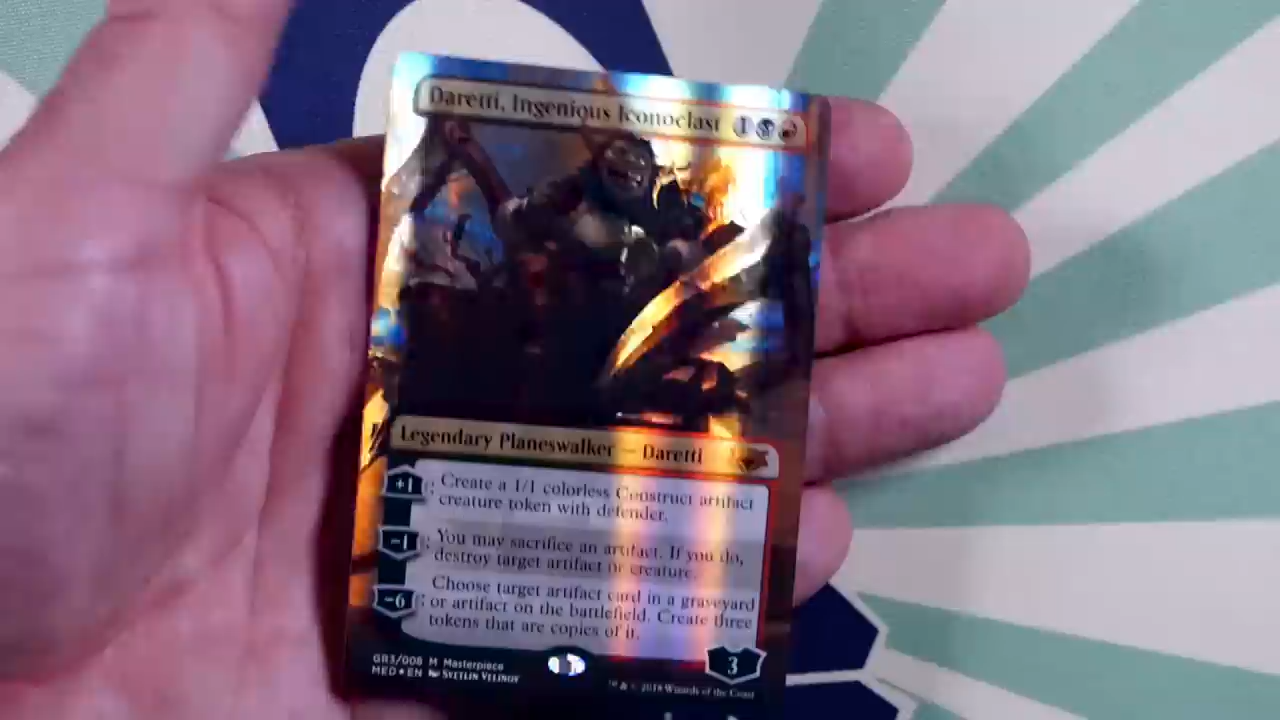 Daretti, Ingenious Iconoclast 1
Legendary Planeswalker — Daretti
+1 : Create a 1/1 colorless Construct artifact
creature token with defender.
-1 : You may sacrifice an artifact. If you do,
destroy target artifact or creature.
-6 : Choose target artifact card in a graveyard
or artifact on the battlefield. Create three
tokens that are copies of it.
3
GR3/008 M Masterpiece
MED★EN SVETLIN VELINOV
™ & © 2018 Wizards of the Coast